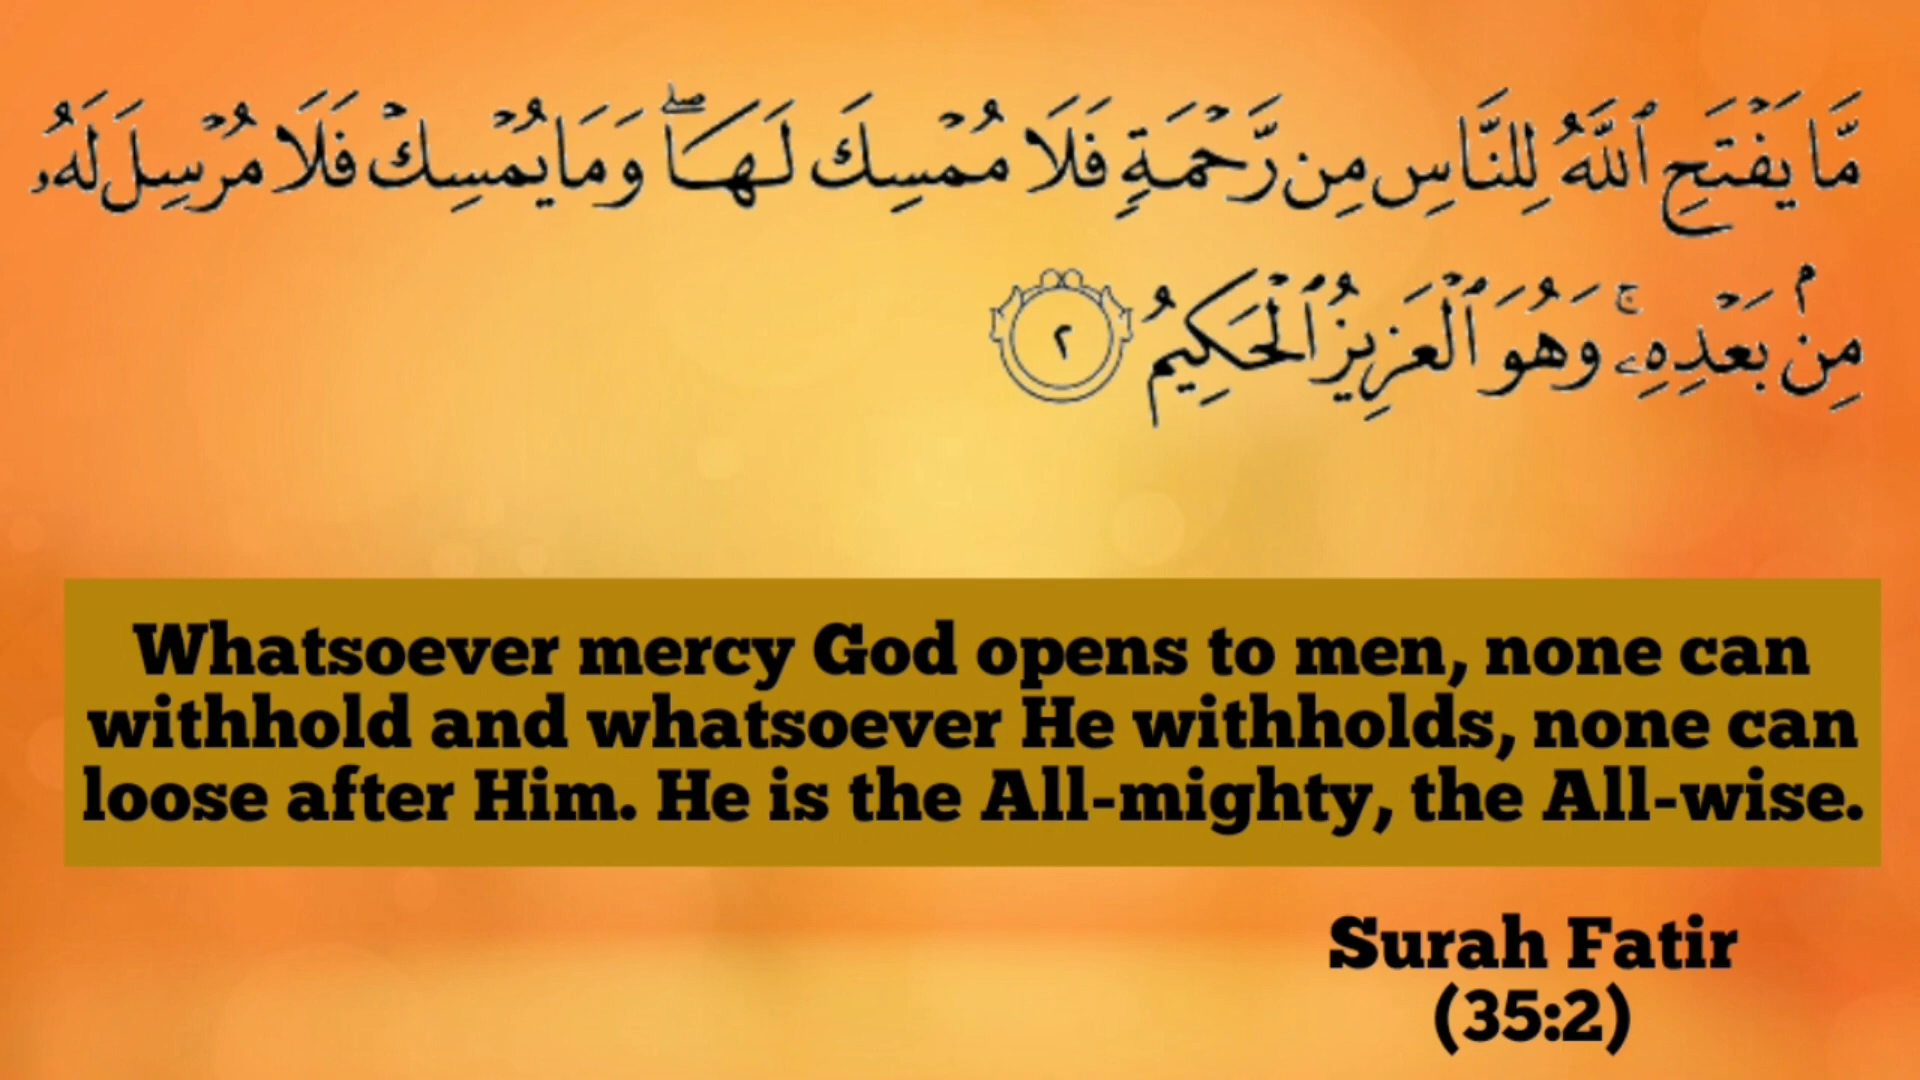 مَّا يَفْتَحِ ٱللَّهُ لِلنَّاسِ مِن رَّحْمَةٍ فَلَا مُمْسِكَ لَهَا ۖ وَمَا يُمْسِكْ فَلَا مُرْسِلَ لَهُۥ
مِنۢ بَعْدِهِۦ ۚ وَهُوَ ٱلْعَزِيزُ ٱلْحَكِيمُ ٢
Whatsoever mercy God opens to men, none can
withhold and whatsoever He withholds, none can
loose after Him. He is the All-mighty, the All-wise.
Surah Fatir
(35:2)